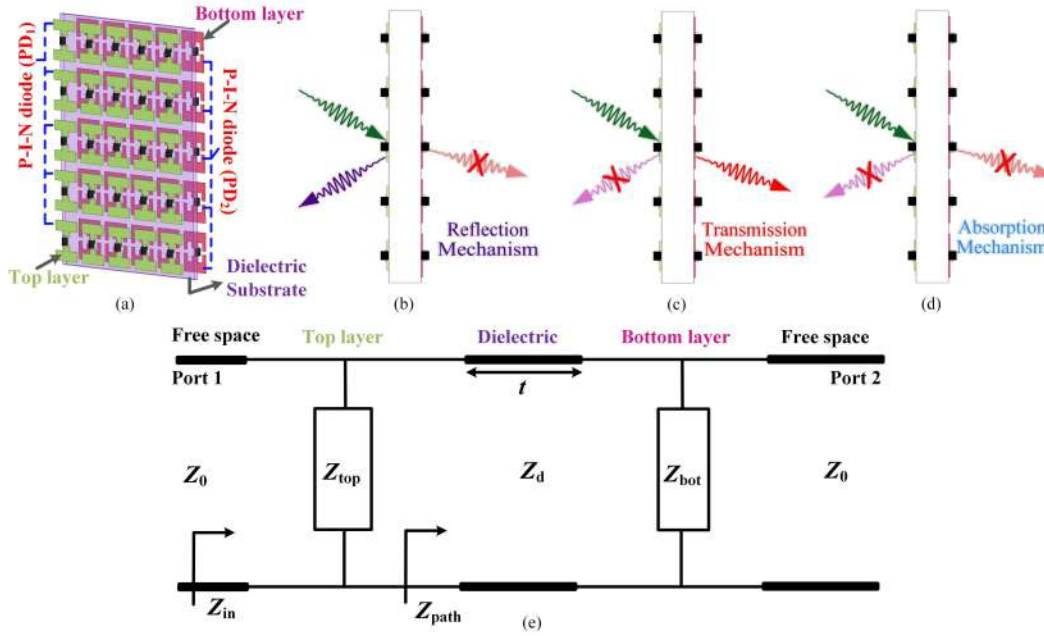 Bottom layer
P-I-N diode (PD1)
P-I-N diode (PD2)
Top layer
Dielectric
Substrate
(a)
X
Reflection
Mechanism
(b)
X
Transmission
Mechanism
(c)
X
X
Absorption
Mechanism
(d)
Free space
Top layer
Dielectric
Bottom layer
Free space
Port 1
t
Port 2
Z0
Ztop
Zd
Zbot
Z0
Zin
Zpath
(e)